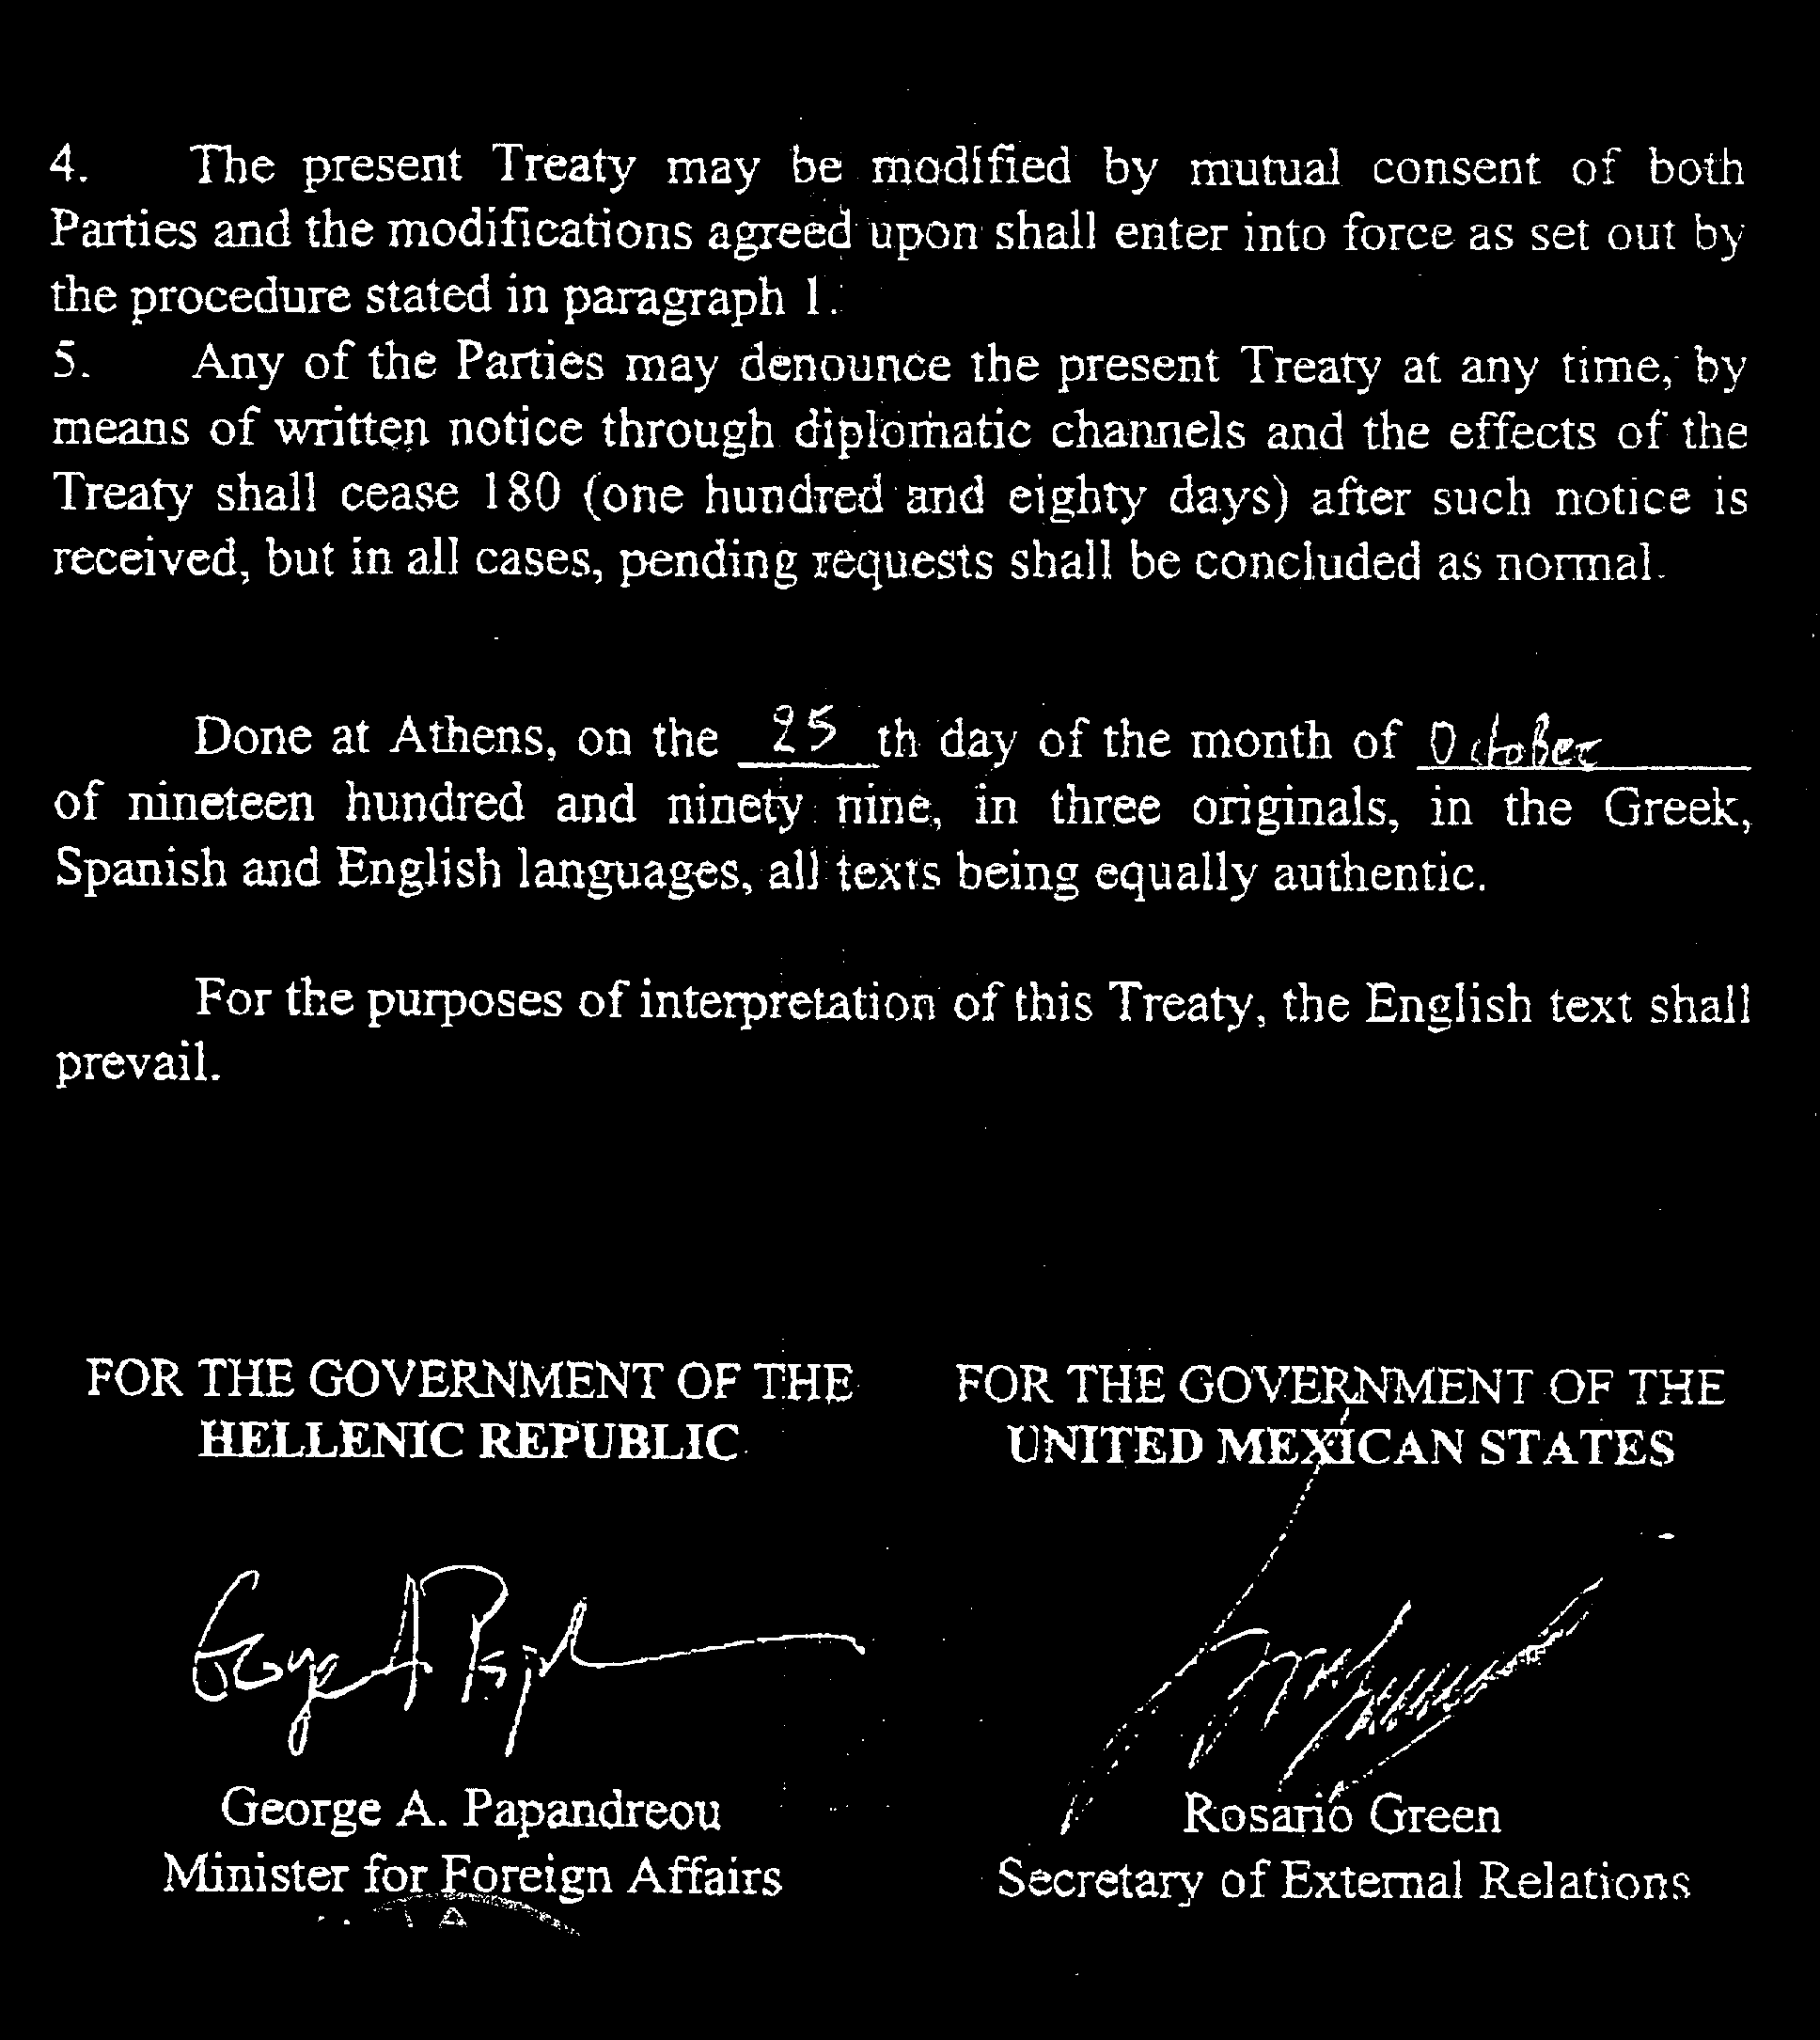 4. The present Treaty may be modified by mutual consent of both
Parties and the modifications agreed upon shall enter into force as set out by
the procedure stated in paragraph 1.
5. Any of the Parties may denounce the present Treaty at any time, by
means of written notice through diplomatic channels and the effects of the
Treaty shall cease 180 (one hundred and eighty days) after such notice is
received, but in all cases, pending requests shall be concluded as normal.
Done at Athens, on the 25 th day of the month of October
of nineteen hundred and ninety nine, in three originals, in the Greek,
Spanish and English languages, all texts being equally authentic.
For the purposes of interpretation of this Treaty, the English text shall
prevail.
FOR THE GOVERNMENT OF THE
HELLENIC REPUBLIC
George A. Papandreou
Minister for Foreign Affairs
FOR THE GOVERNMENT OF THE
UNITED MEXICAN STATES
Rosario Green
Secretary of External Relations